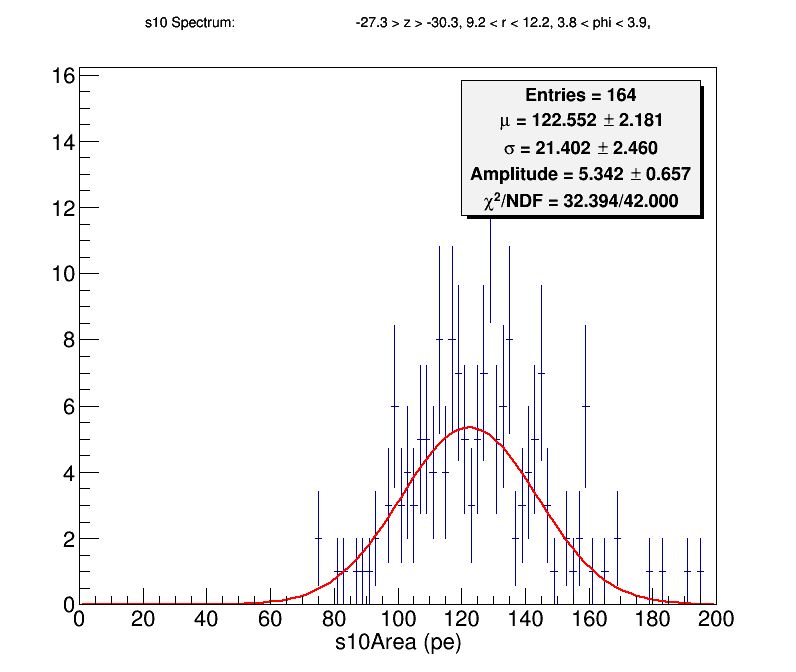 s10 Spectrum: -27.3 > z > -30.3, 9.2 < r < 12.2, 3.8 < phi < 3.9,
Entries = 164
μ = 122.552 ± 2.181
σ = 21.402 ± 2.460
Amplitude = 5.342 ± 0.657
χ²/NDF = 32.394/42.000
16
14
12
10
8
6
4
2
0
0 20 40 60 80 100 120 140 160 180 200
s10Area (pe)